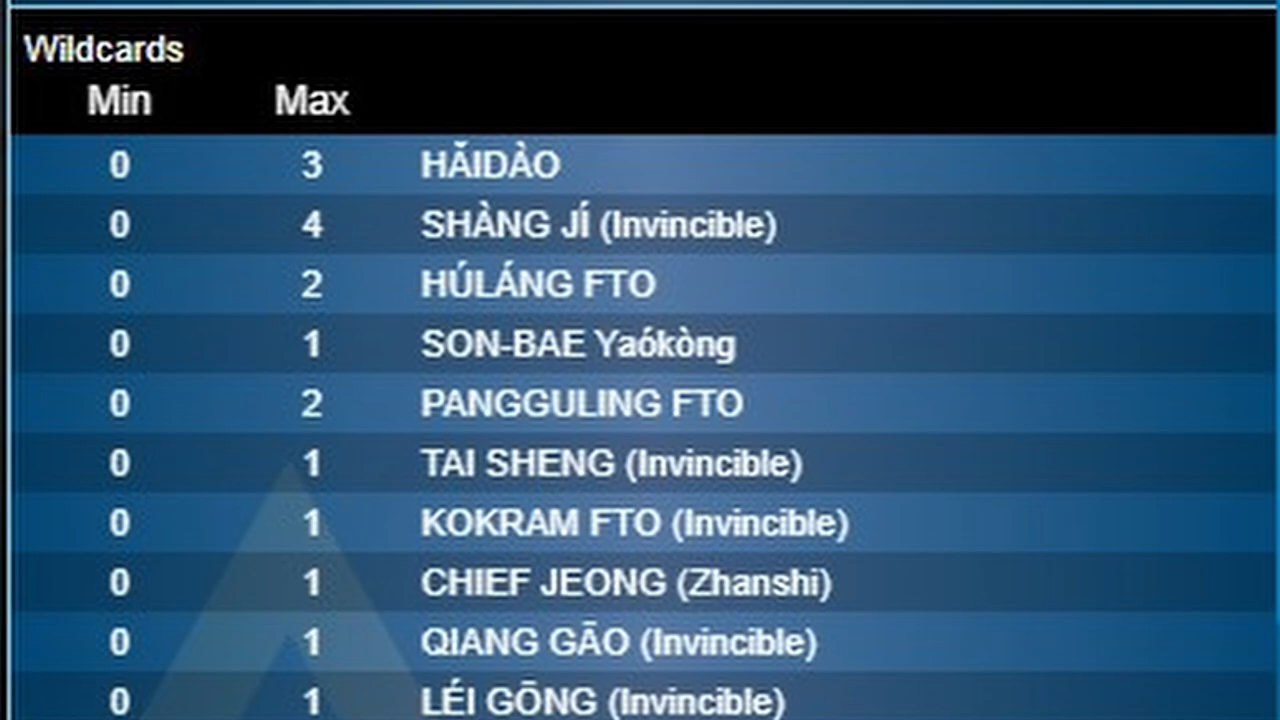 Wildcards
Min Max
0 3 HǍIDÀO
0 4 SHÀNG JÍ (Invincible)
0 2 HÚLÁNG FTO
0 1 SON-BAE Yaókòng
0 2 PANGGULING FTO
0 1 TAI SHENG (Invincible)
0 1 KOKRAM FTO (Invincible)
0 1 CHIEF JEONG (Zhanshi)
0 1 QIANG GĀO (Invincible)
0 1 LÉI GŌNG (Invincible)